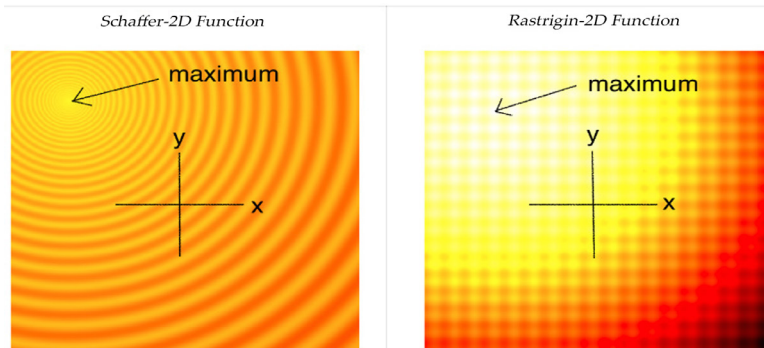 Schaffer-2D Function
maximum
y
x
Rastrigin-2D Function
maximum
y
x